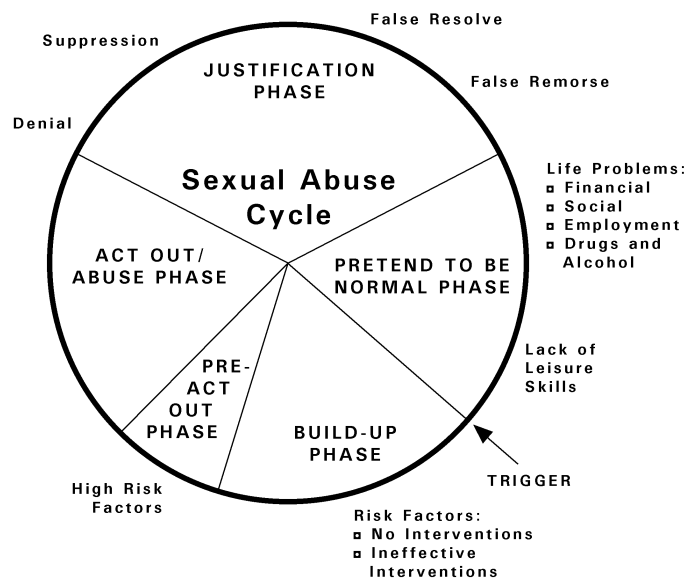 False Resolve
Suppression
JUSTIFICATION
PHASE
False Remorse
Denial
Sexual Abuse
Cycle
Life Problems:
Financial
Social
Employment
Drugs and
Alcohol
ACT OUT/
ABUSE PHASE
PRETEND TO BE
NORMAL PHASE
Lack of
Leisure
Skills
PRE-
ACT
OUT
PHASE
BUILD-UP
PHASE
TRIGGER
High Risk
Factors
Risk Factors:
No Interventions
Ineffective
Interventions